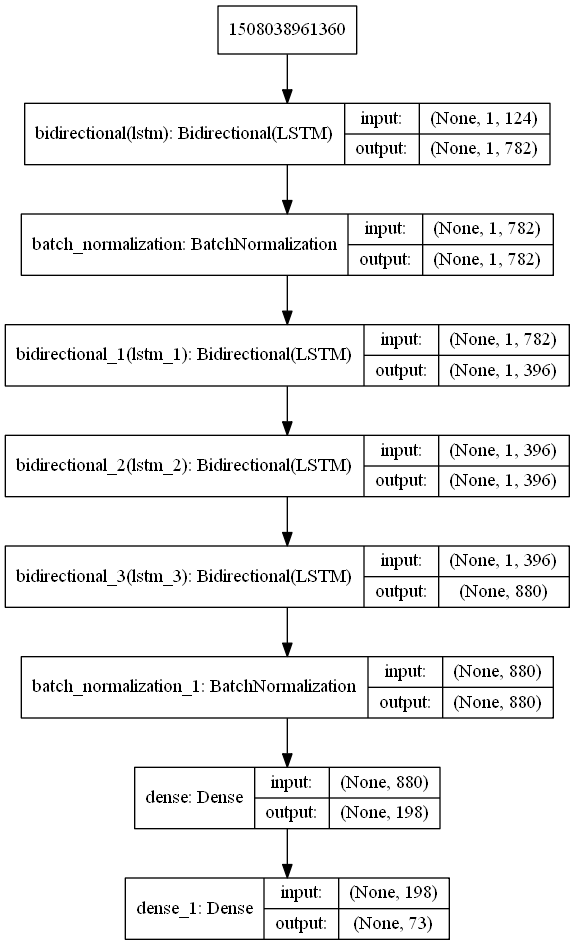 1508038961360
bidirectional(lstm): Bidirectional(LSTM)
input: (None, 1, 124)
output: (None, 1, 782)
batch_normalization: BatchNormalization
input: (None, 1, 782)
output: (None, 1, 782)
bidirectional_1(lstm_1): Bidirectional(LSTM)
input: (None, 1, 782)
output: (None, 1, 396)
bidirectional_2(lstm_2): Bidirectional(LSTM)
input: (None, 1, 396)
output: (None, 1, 396)
bidirectional_3(lstm_3): Bidirectional(LSTM)
input: (None, 1, 396)
output: (None, 880)
batch_normalization_1: BatchNormalization
input: (None, 880)
output: (None, 880)
dense: Dense
input: (None, 880)
output: (None, 198)
dense_1: Dense
input: (None, 198)
output: (None, 73)